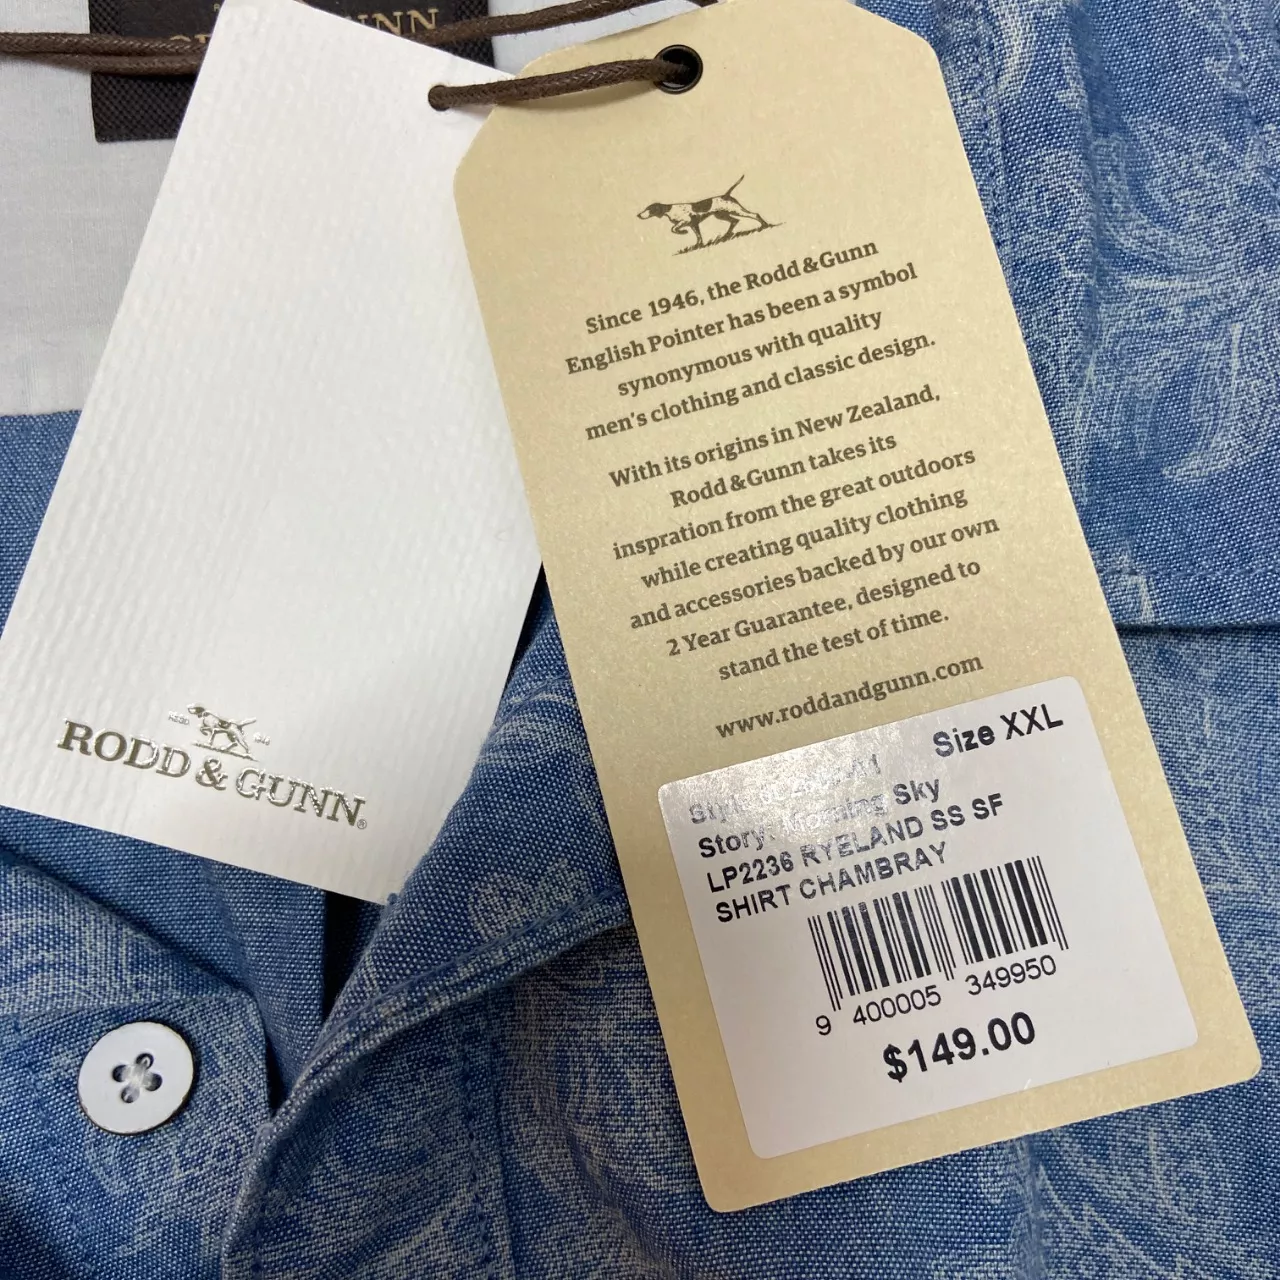 GUNN
RODD & GUNN®
Since 1946, the Rodd & Gunn
English Pointer has been a symbol
synonymous with quality
men's clothing and classic design.
With its origins in New Zealand,
Rodd & Gunn takes its
inspration from the great outdoors
while creating quality clothing
and accessories backed by our own
2 Year Guarantee, designed to
stand the test of time.
www.roddandgunn.com
Size XXL
Story: Morning Sky
LP2236 RYELAND SS SF
SHIRT CHAMBRAY
9 400005 349950
$149.00